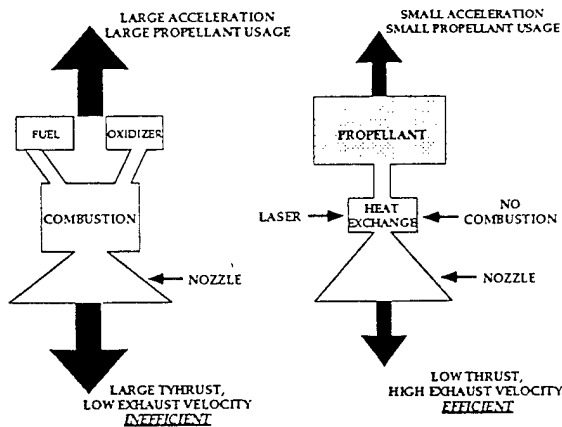 LARGE ACCELERATION
LARGE PROPELLANT USAGE
FUEL
OXIDIZER
COMBUSTION
NOZZLE
LARGE TYHRUST,
LOW EXHAUST VELOCITY
INEFFICIENT
SMALL ACCELERATION
SMALL PROPELLANT USAGE
PROPELLANT
LASER
HEAT
EXCHANGE
NO
COMBUSTION
NOZZLE
LOW THRUST,
HIGH EXHAUST VELOCITY
EFFICIENT